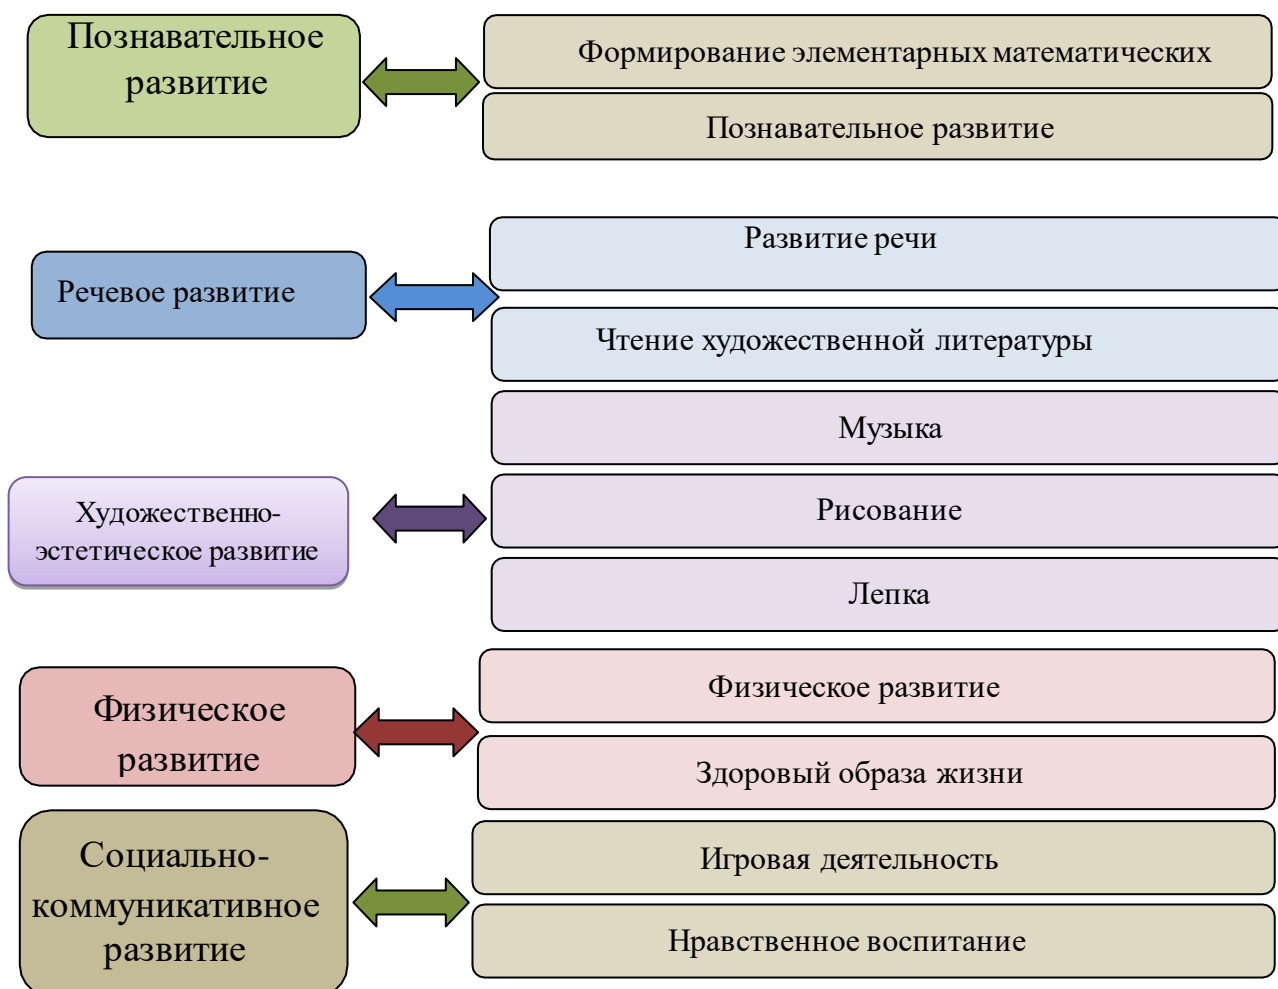 Познавательное
развитие
Формирование элементарных математических
Познавательное развитие
Речевое развитие
Развитие речи
Чтение художественной литературы
Художественно-
эстетическое развитие
Музыка
Рисование
Лепка
Физическое
развитие
Физическое развитие
Здоровый образа жизни
Социально-
коммуникативное
развитие
Игровая деятельность
Нравственное воспитание